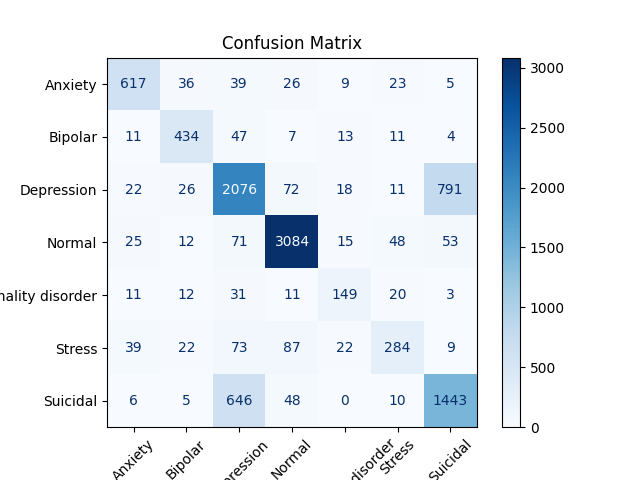 Confusion Matrix
Anxiety 617 36 39 26 9 23 5
Bipolar 11 434 47 7 13 11 4
Depression 22 26 2076 72 18 11 791
Normal 25 12 71 3084 15 48 53
nality disorder 11 12 31 11 149 20 3
Stress 39 22 73 87 22 284 9
Suicidal 6 5 646 48 0 10 1443
Anxiety Bipolar ression Normal disorder Stress Suicidal
3000
2500
2000
1500
1000
500
0